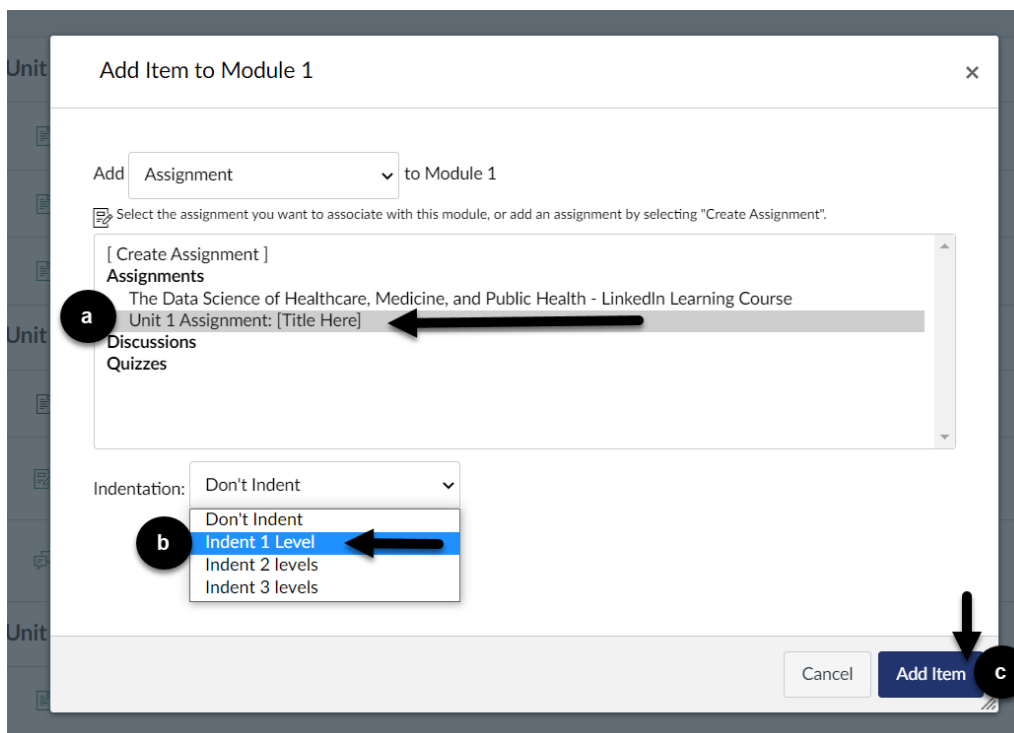 Unit
Add Item to Module 1
×
Add Assignment to Module 1
Select the assignment you want to associate with this module, or add an assignment by selecting "Create Assignment".
[ Create Assignment ]
Assignments
The Data Science of Healthcare, Medicine, and Public Health - LinkedIn Learning Course
a
Unit 1 Assignment: [Title Here]
Unit
Discussions
Quizzes
Indentation: Don't Indent
Don't Indent
b
Indent 1 Level
Indent 2 levels
Indent 3 levels
Unit
Cancel
Add Item
c